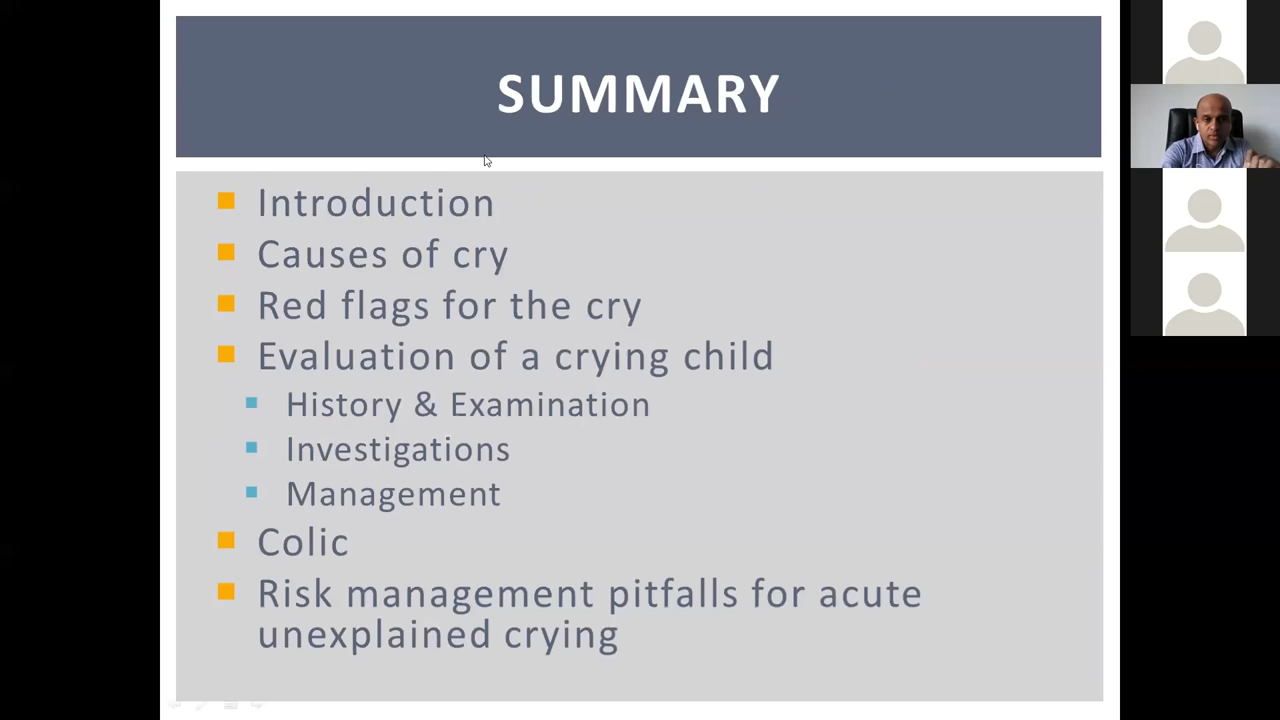 SUMMARY
Introduction
Causes of cry
Red flags for the cry
Evaluation of a crying child
History & Examination
Investigations
Management
Colic
Risk management pitfalls for acute
unexplained crying